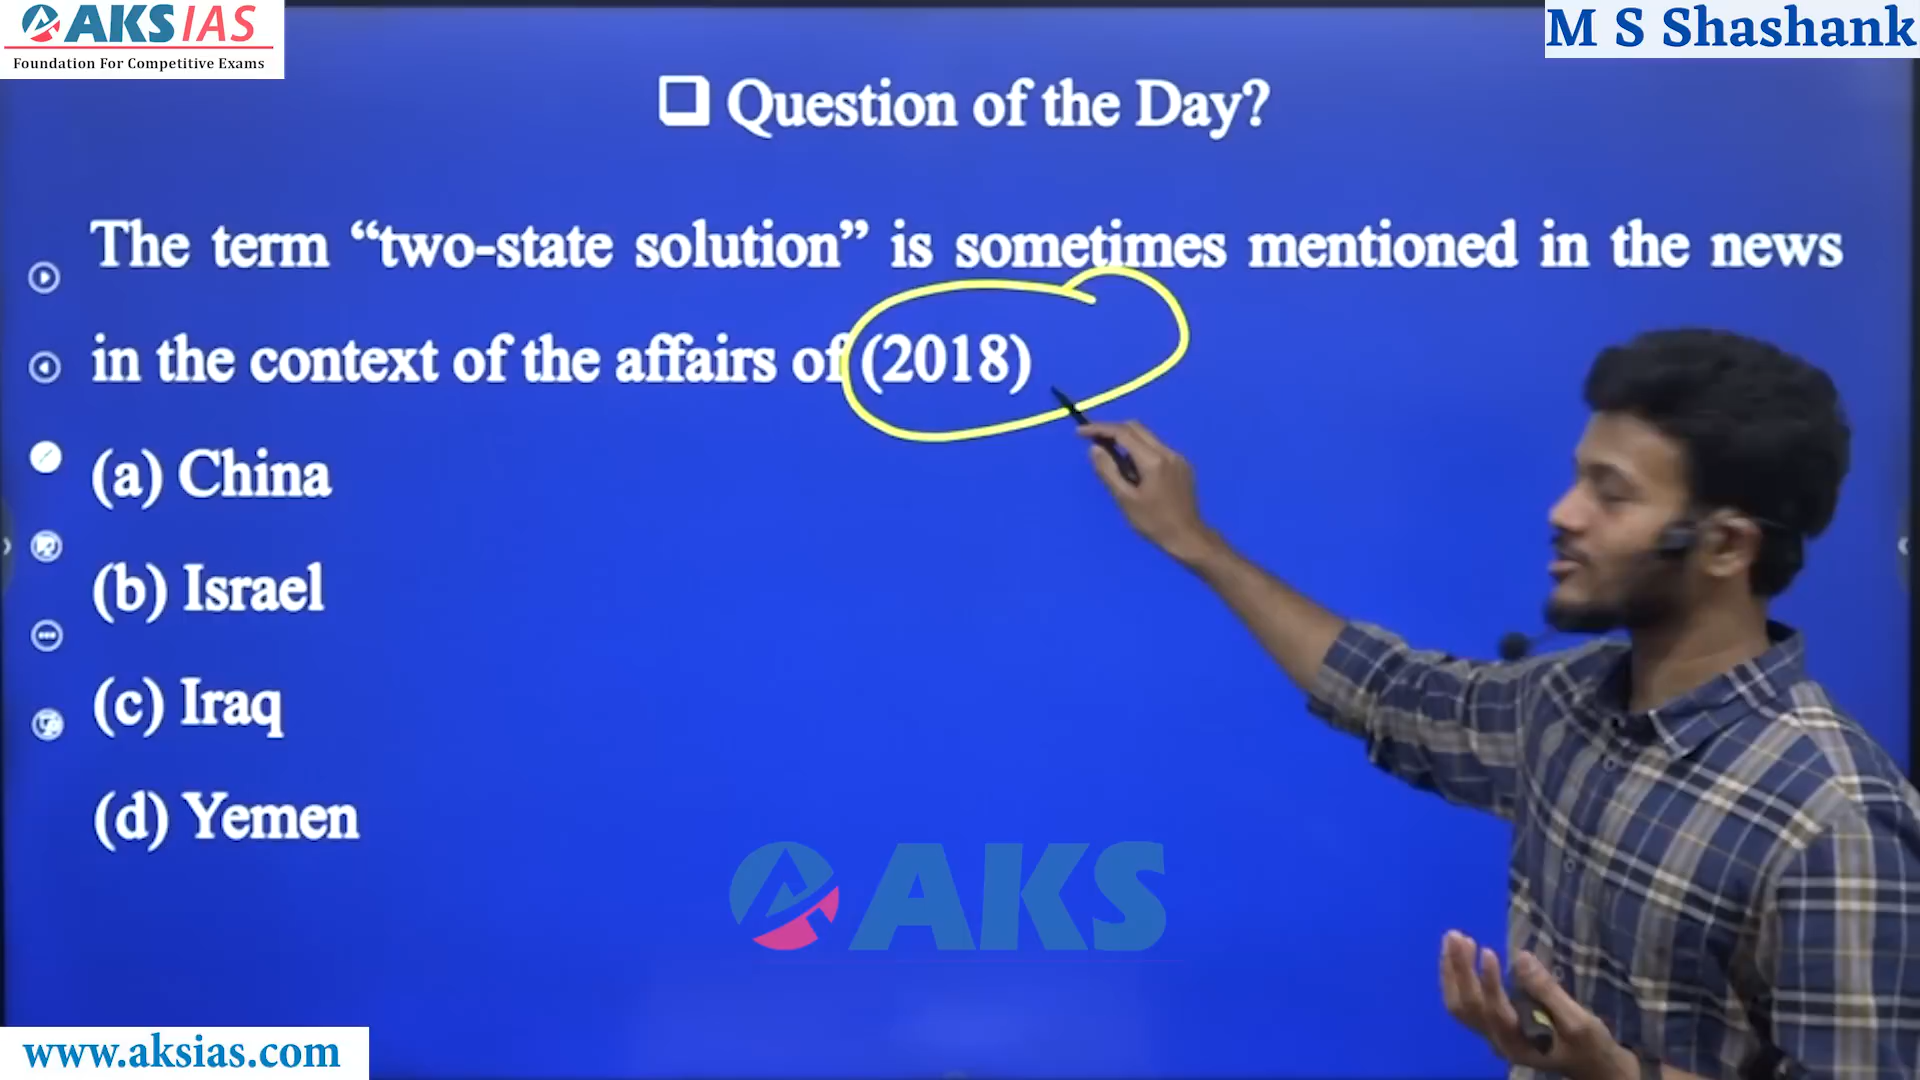 AKS IAS
Foundation For Competitive Exams
M S Shashank
Question of the Day?
The term “two-state solution” is sometimes mentioned in the news
in the context of the affairs of (2018)
(a) China
(b) Israel
(c) Iraq
(d) Yemen
AKS
www.aksias.com